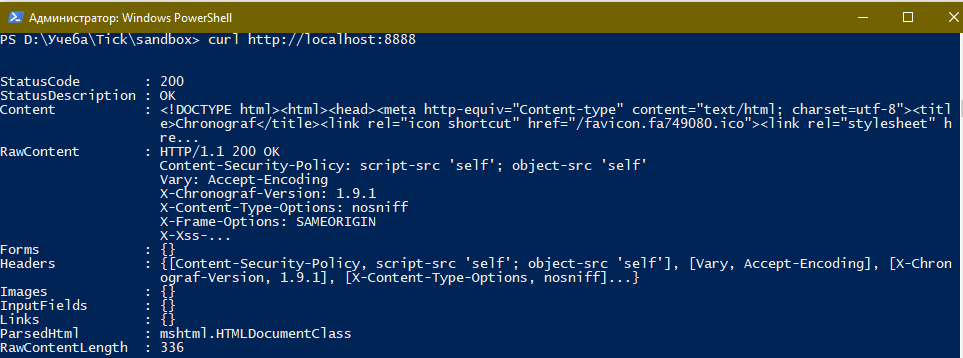 Администратор: Windows PowerShell
PS D:\Учеба\Tick\sandbox> curl http://localhost:8888
StatusCode : 200
StatusDescription : OK
Content : <!DOCTYPE html><html><head><meta http-equiv="Content-type" content="text/html; charset=utf-8"><titl
e>Chronograf</title><link rel="icon shortcut" href="/favicon.fa749080.ico"><link rel="stylesheet" h
re...
RawContent : HTTP/1.1 200 OK
Content-Security-Policy: script-src 'self'; object-src 'self'
Vary: Accept-Encoding
X-Chronograf-Version: 1.9.1
X-Content-Type-Options: nosniff
X-Frame-Options: SAMEORIGIN
X-Xss-...
Forms : {}
Headers : {[Content-Security-Policy, script-src 'self'; object-src 'self'], [Vary, Accept-Encoding], [X-Chron
ograf-Version, 1.9.1], [X-Content-Type-Options, nosniff]...}
Images : {}
InputFields : {}
Links : {}
ParsedHtml : mshtml.HTMLDocumentClass
RawContentLength : 336